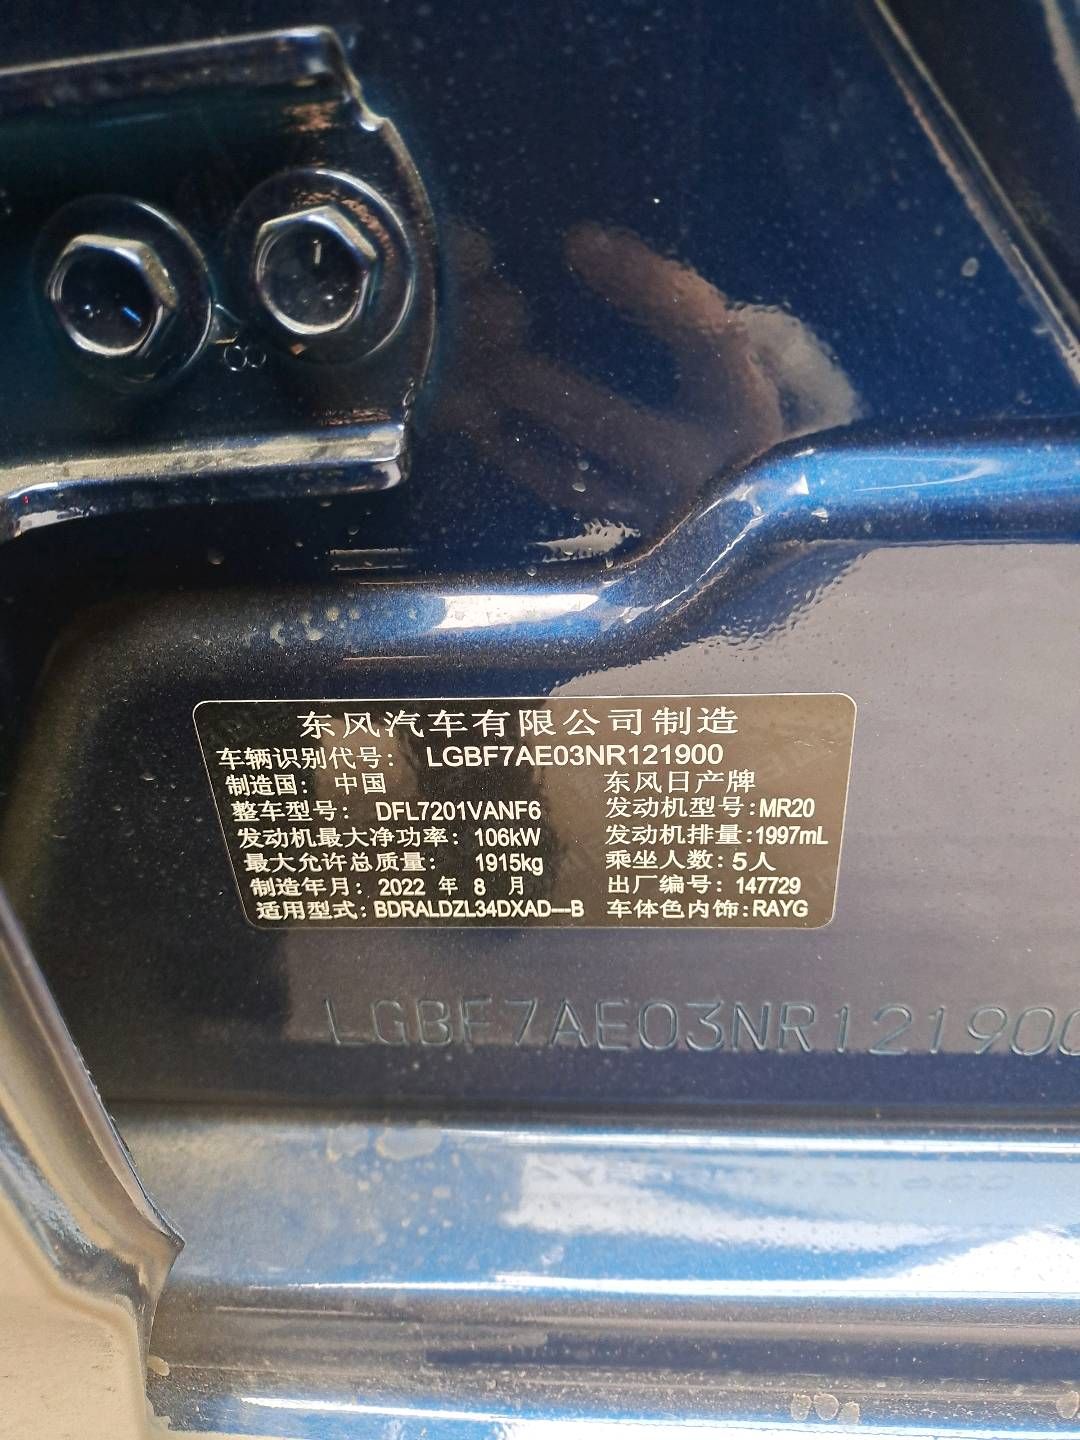 东风汽车有限公司制造
车辆识别代号: LGBF7AE03NR121900
制造国: 中国 东风日产牌
整车型号: DFL7201VANF6 发动机型号:MR20
发动机最大净功率: 106kW 发动机排量:1997mL
最大允许总质量: 1915kg 乘坐人数: 5人
制造年月: 2022 年 8 月 出厂编号: 147729
适用型式: BDRALDZL34DXAD---B 车体色内饰:RAYG
LGBF7AE03NR121900